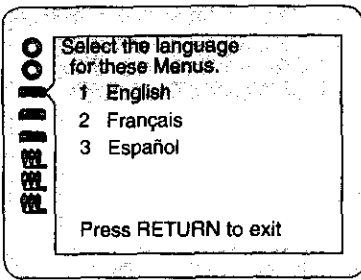 Select the language
for these Menus.
1 English
2 Français
3 Español
Press RETURN to exit